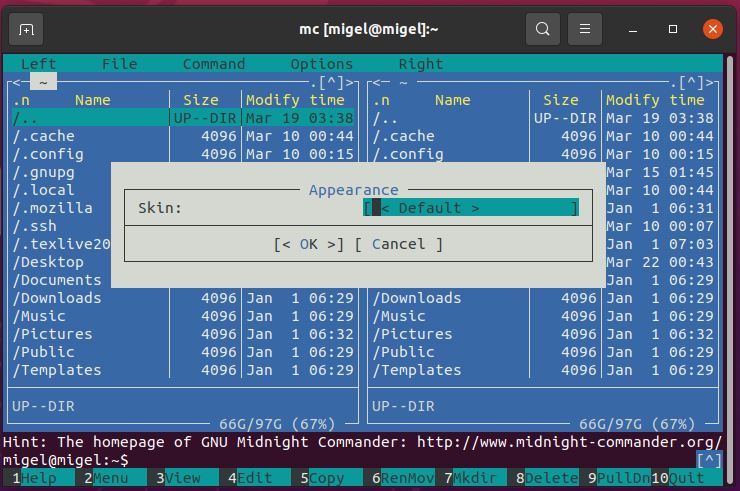 mc [migel@migel]:~
Left File Command Options Right
<─ ~ .[^]> <─ ~ .[^]>
.n Name Size Modify time .n Name Size Modify time
/.. UP--DIR Mar 19 03:38 /.. UP--DIR Mar 19 03:38
/.cache 4096 Mar 10 00:44 /.cache 4096 Mar 10 00:44
/.config 4096 Mar 10 00:15 /.config 4096 Mar 10 00:15
/.gnupg Mar 15 01:45
/.local Appearance Mar 10 00:44
/.mozilla Skin: [< Default > ] Jan 1 06:31
/.ssh Mar 10 00:07
/.texlive20 [< OK >] [ Cancel ] Jan 1 07:03
/Desktop Mar 22 00:43
/Documents Jan 1 06:29
/Downloads 4096 Jan 1 06:29 /Downloads 4096 Jan 1 06:29
/Music 4096 Jan 1 06:29 /Music 4096 Jan 1 06:29
/Pictures 4096 Jan 1 06:32 /Pictures 4096 Jan 1 06:32
/Public 4096 Jan 1 06:29 /Public 4096 Jan 1 06:29
/Templates 4096 Jan 1 06:29 /Templates 4096 Jan 1 06:29
UP--DIR UP--DIR
66G/97G (67%) 66G/97G (67%)
Hint: The homepage of GNU Midnight Commander: http://www.midnight-commander.org/
migel@migel:~$ [^]
1Help 2Menu 3View 4Edit 5Copy 6RenMov 7Mkdir 8Delete 9PullDn 10Quit